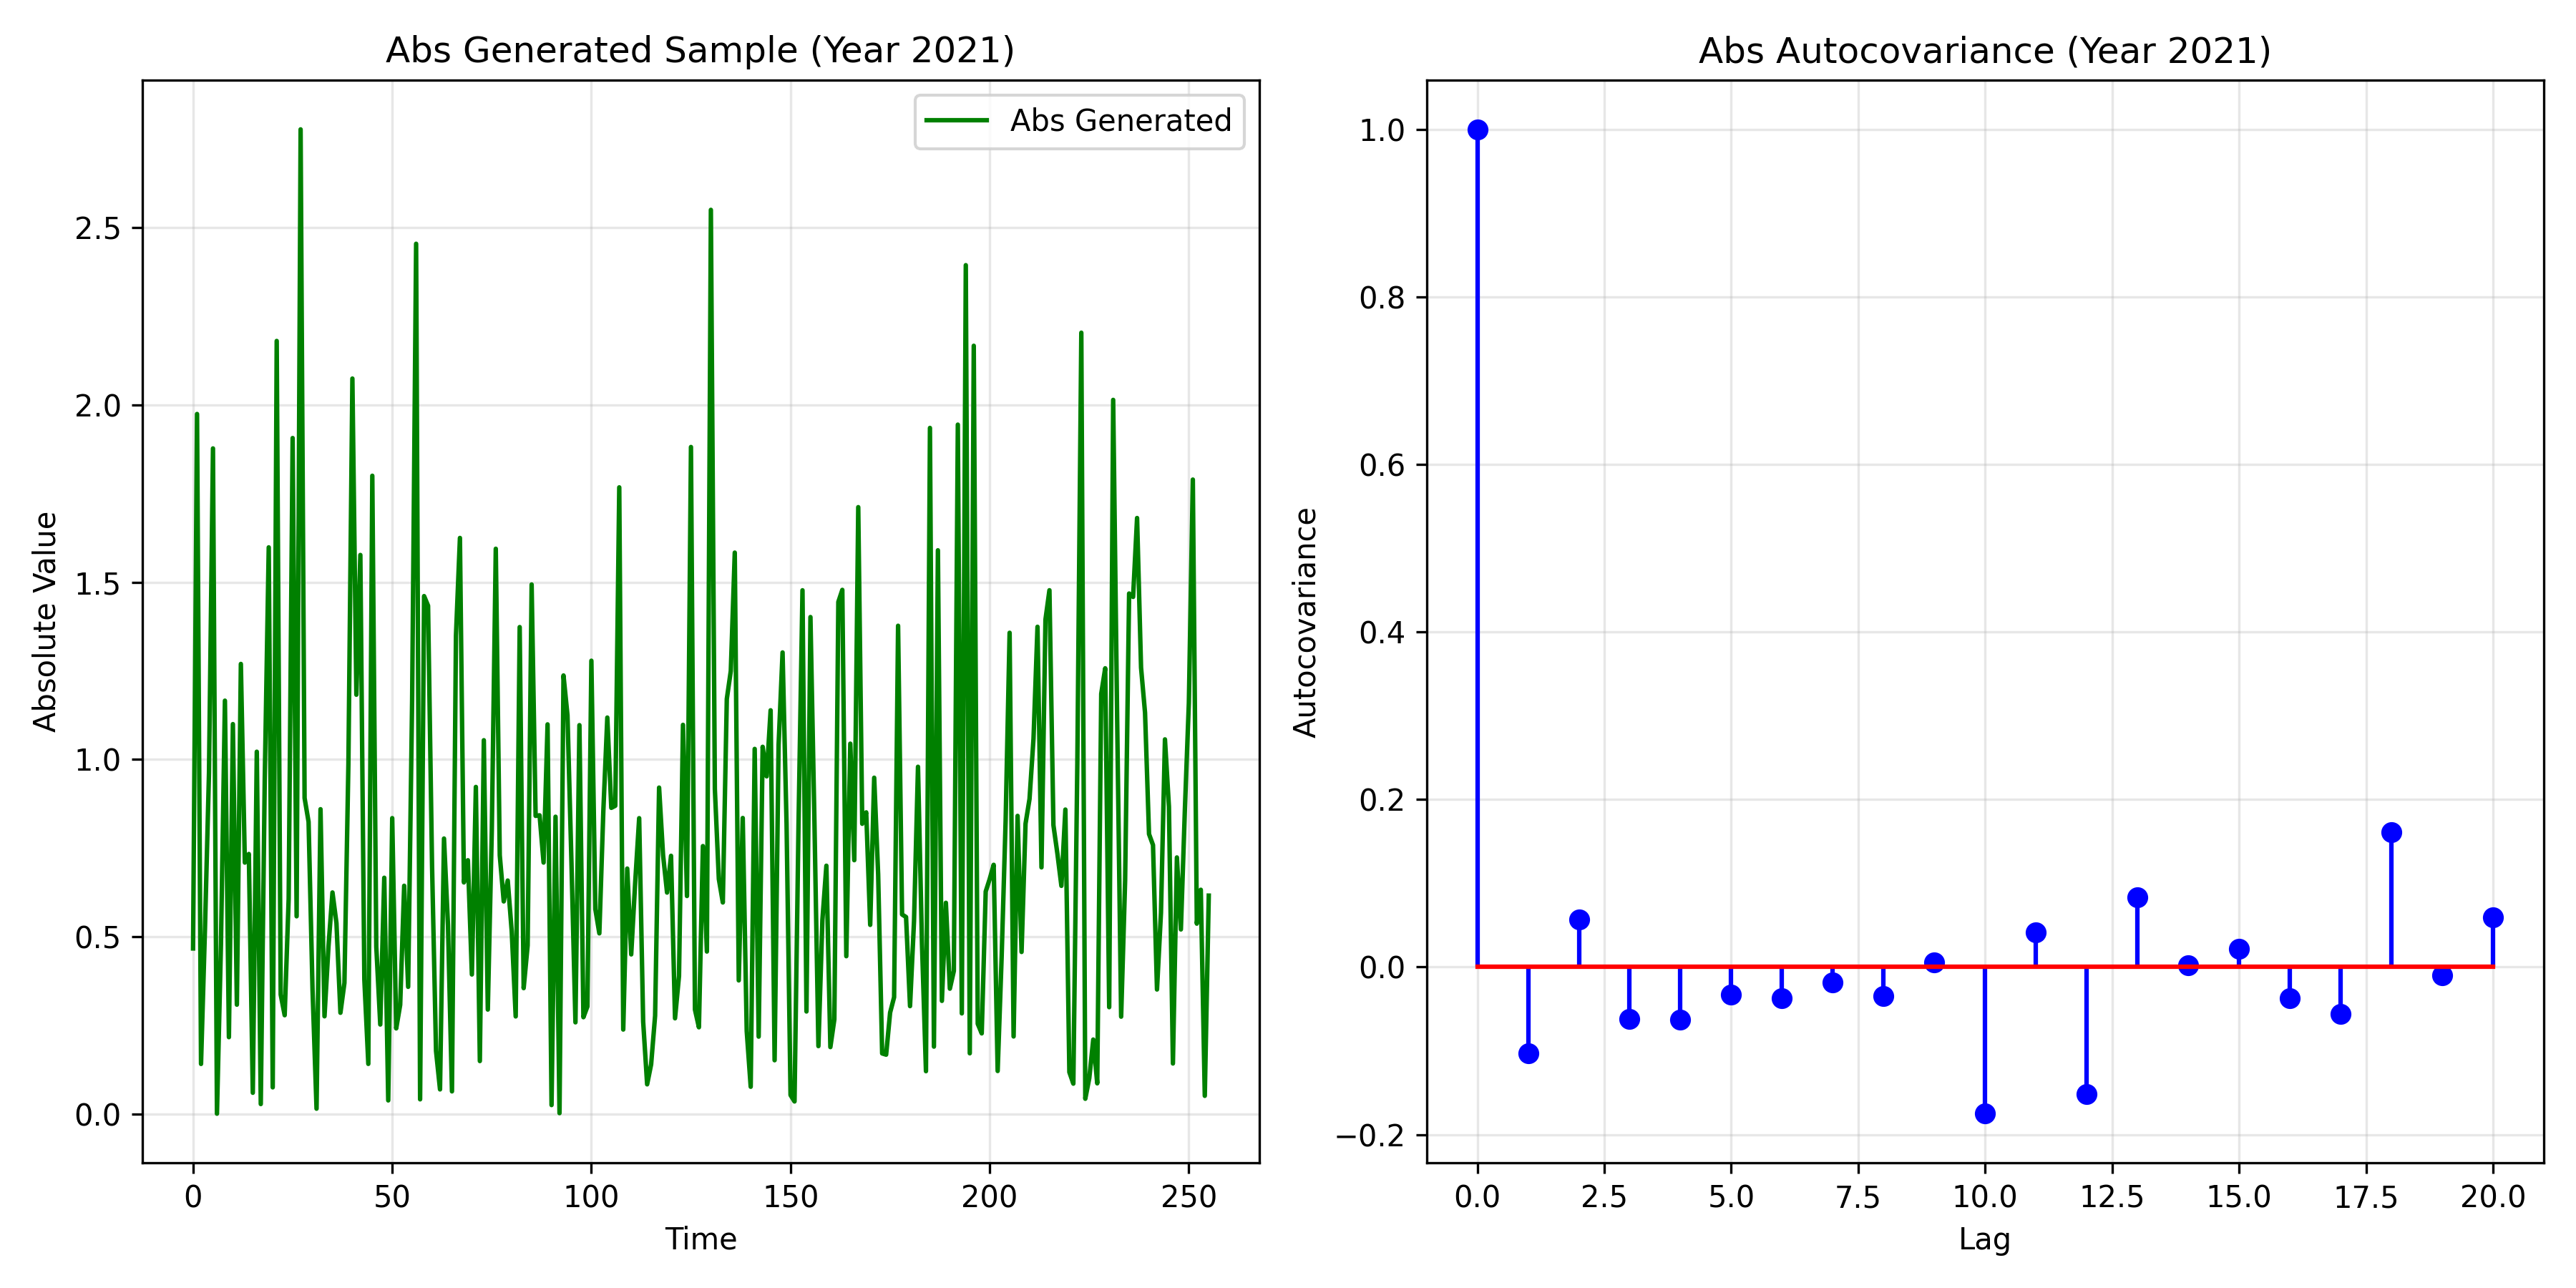 Abs Generated Sample (Year 2021)
Abs Generated
Absolute Value
2.5
2.0
1.5
1.0
0.5
0.0
0 50 100 150 200 250
Time
Abs Autocovariance (Year 2021)
Autocovariance
1.0
0.8
0.6
0.4
0.2
0.0
−0.2
0.0 2.5 5.0 7.5 10.0 12.5 15.0 17.5 20.0
Lag